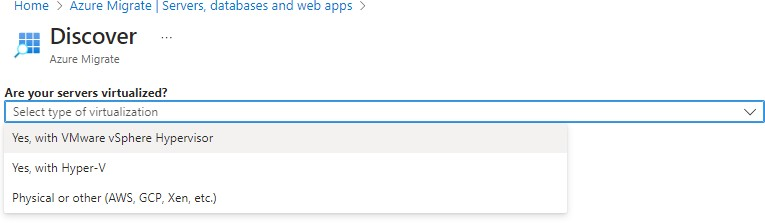 Home > Azure Migrate | Servers, databases and web apps >
Discover ...
Azure Migrate
Are your servers virtualized?
Select type of virtualization
Yes, with VMware vSphere Hypervisor
Yes, with Hyper-V
Physical or other (AWS, GCP, Xen, etc.)